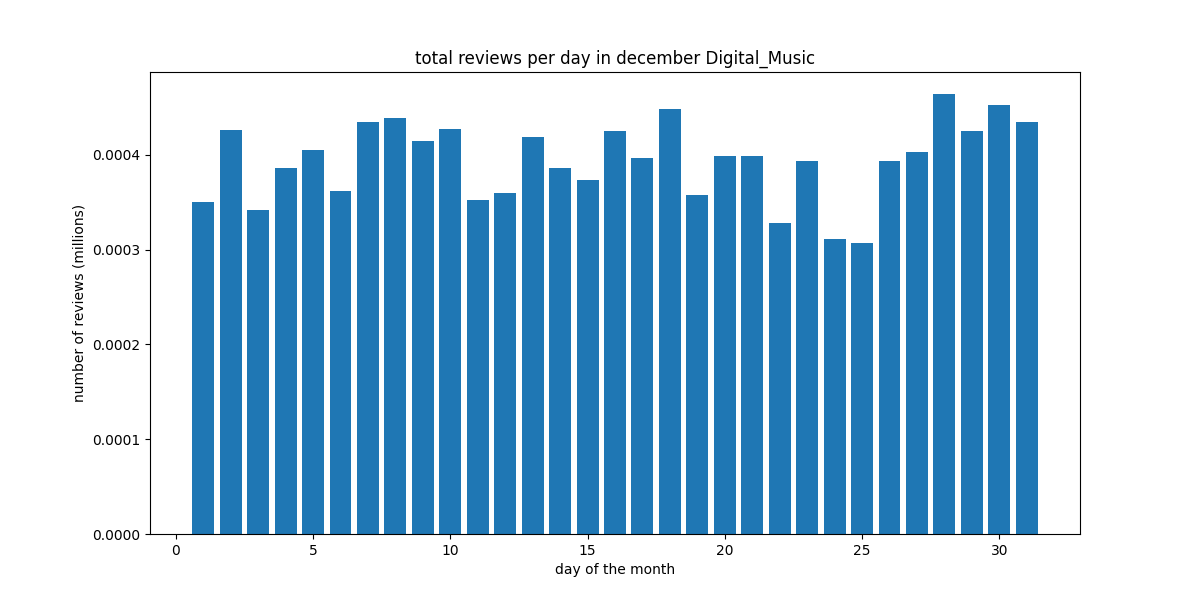 total reviews per day in december Digital_Music
number of reviews (millions)
0.0004
0.0003
0.0002
0.0001
0.0000
0 5 10 15 20 25 30
day of the month